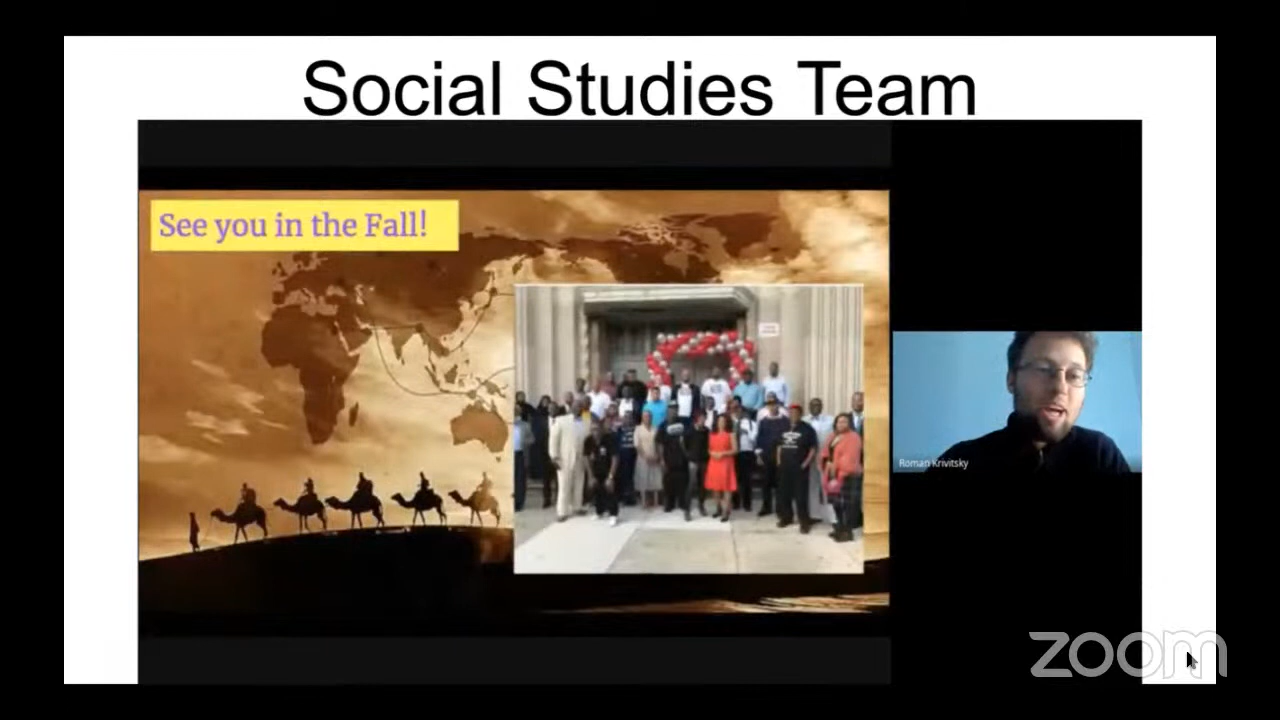 Social Studies Team
See you in the Fall!
Roman Krivitsky
zoom